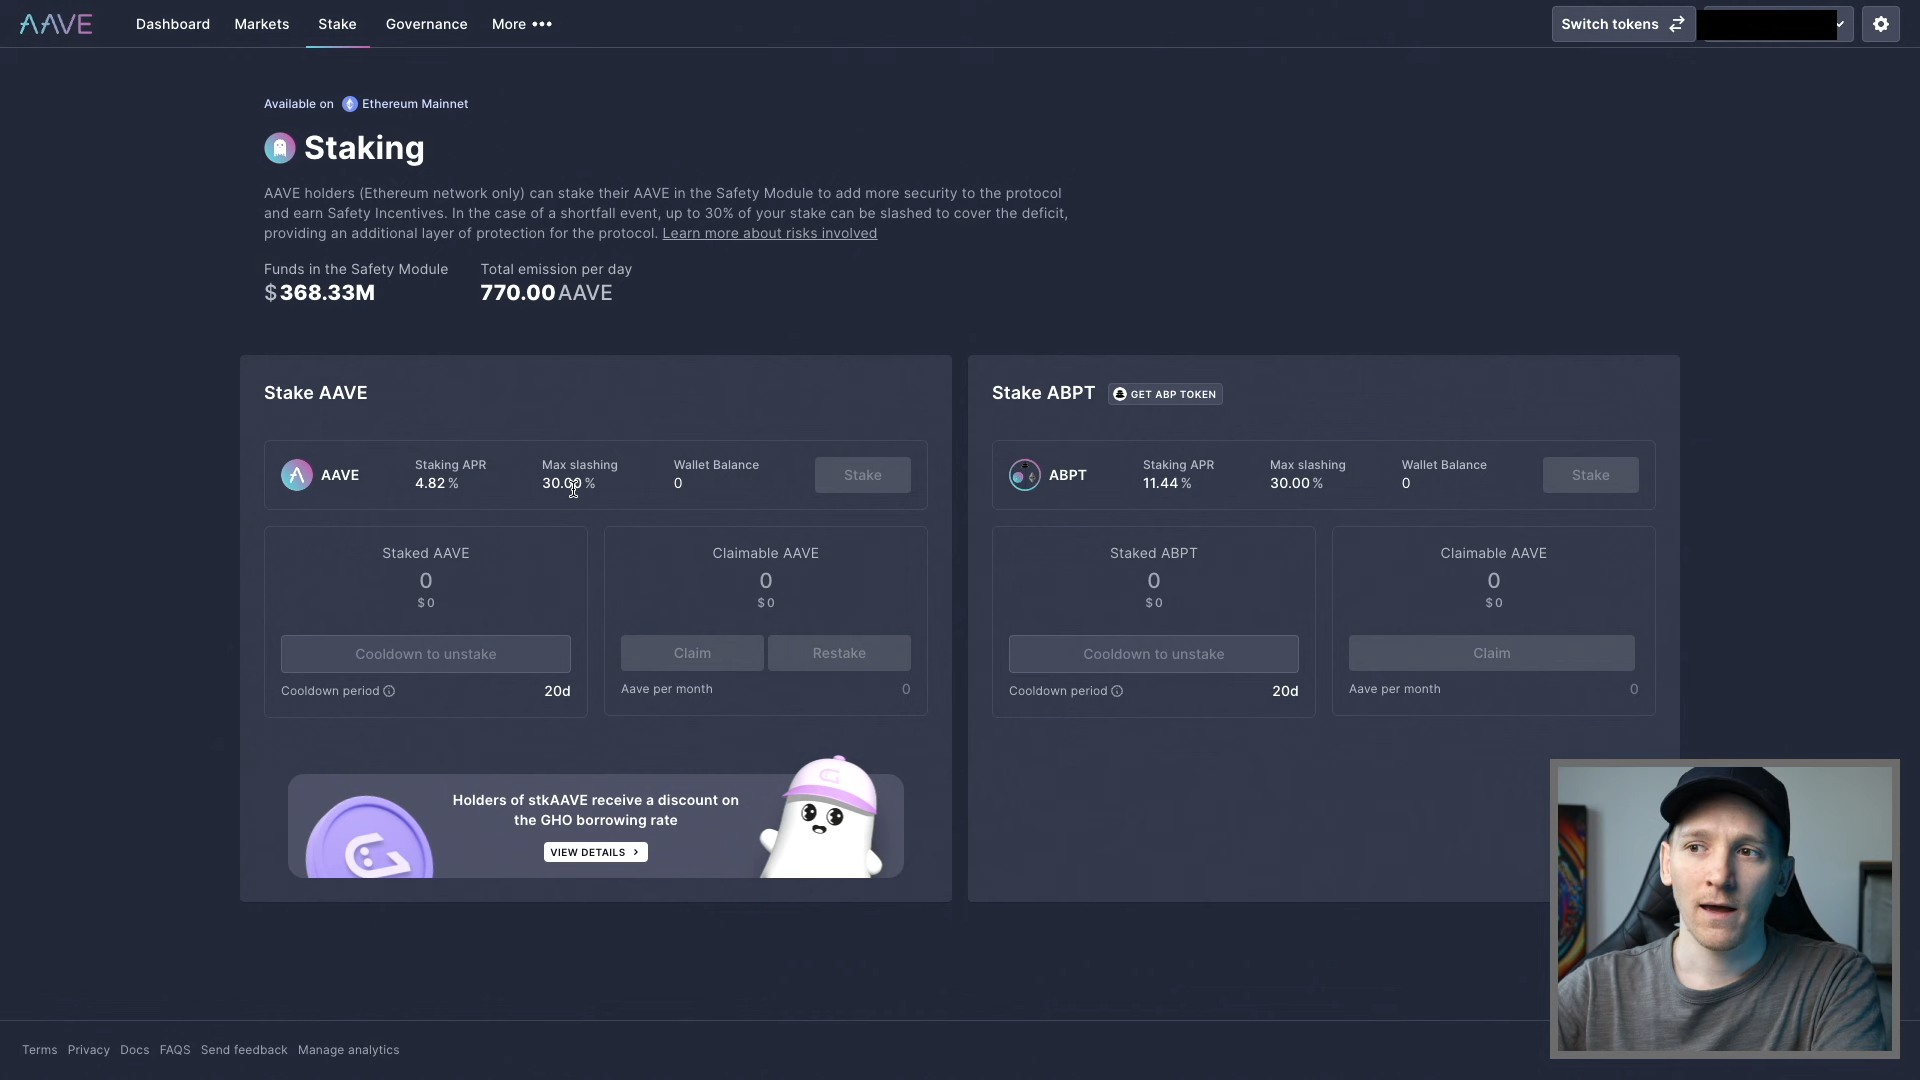 AAVE
Dashboard
Markets
Stake
Governance
More •••
Switch tokens
Available on Ethereum Mainnet
Staking
AAVE holders (Ethereum network only) can stake their AAVE in the Safety Module to add more security to the protocol
and earn Safety Incentives. In the case of a shortfall event, up to 30% of your stake can be slashed to cover the deficit,
providing an additional layer of protection for the protocol. Learn more about risks involved
Funds in the Safety Module
$368.33M
Total emission per day
770.00 AAVE
Stake AAVE
AAVE
Staking APR
4.82 %
Max slashing
30.00 %
Wallet Balance
0
Stake
Staked AAVE
0
$ 0
Cooldown to unstake
Cooldown period
20d
Claimable AAVE
0
$ 0
Claim
Restake
Aave per month
0
Holders of stkAAVE receive a discount on
the GHO borrowing rate
VIEW DETAILS
Stake ABPT
GET ABP TOKEN
ABPT
Staking APR
11.44 %
Max slashing
30.00 %
Wallet Balance
0
Stake
Staked ABPT
0
$ 0
Cooldown to unstake
Cooldown period
20d
Claimable AAVE
0
$ 0
Claim
Aave per month
0
Terms
Privacy
Docs
FAQS
Send feedback
Manage analytics